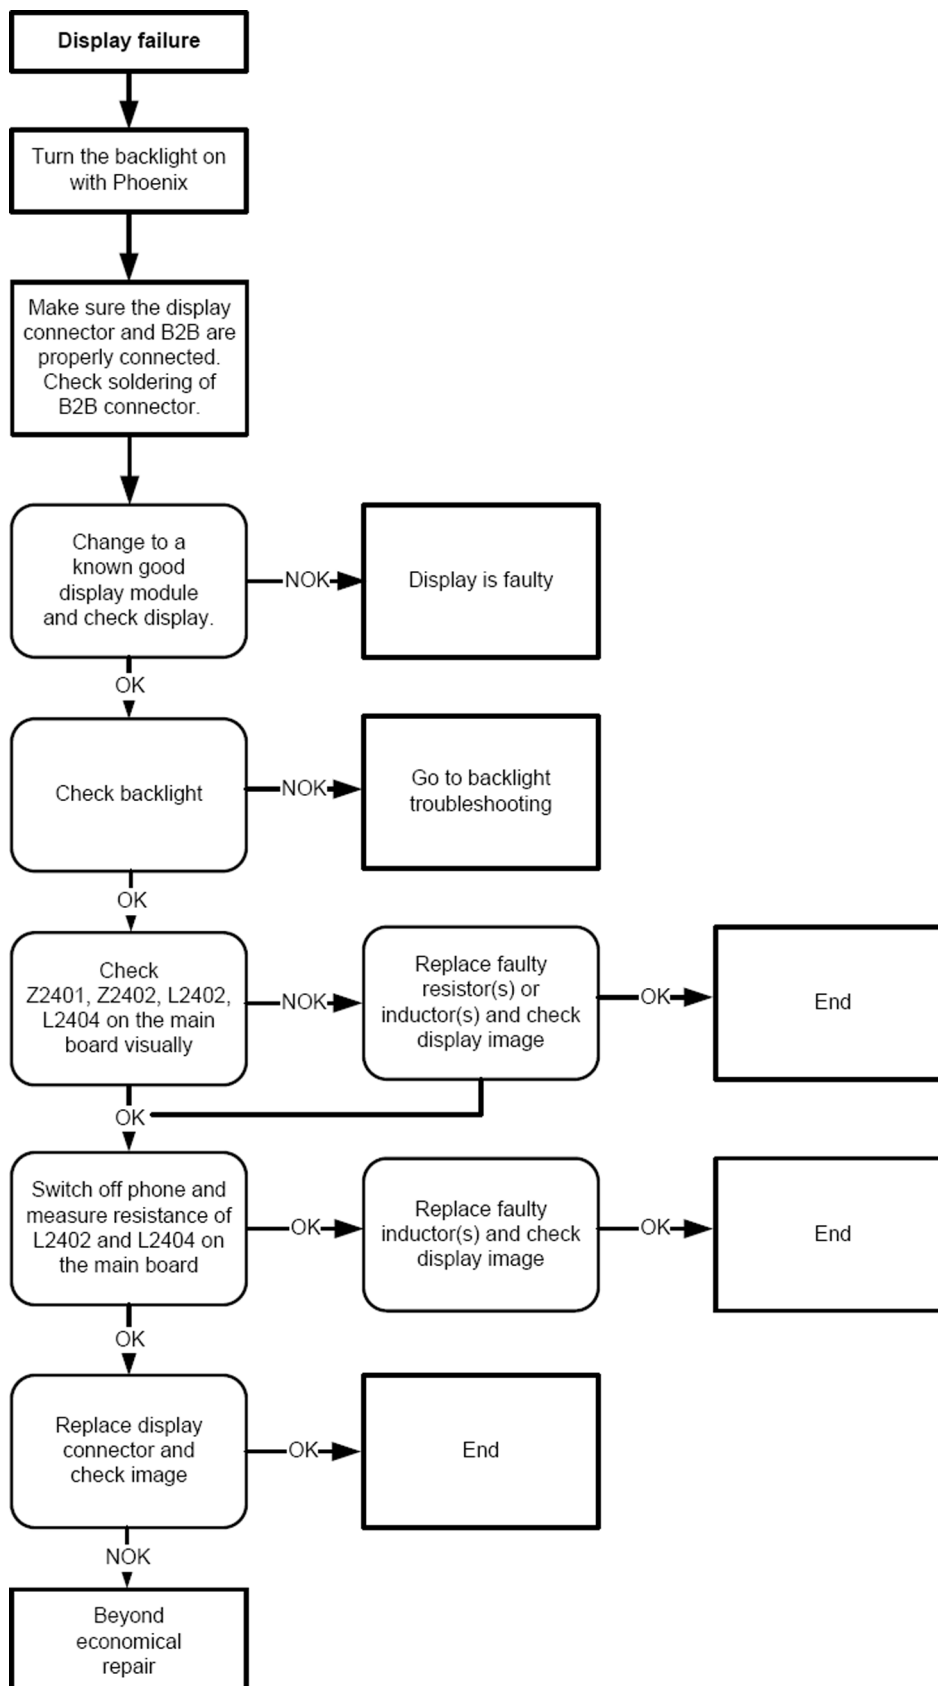 Display failure
Turn the backlight on
with Phoenix
Make sure the display
connector and B2B are
properly connected.
Check soldering of
B2B connector.
Change to a
known good
display module
and check display.
NOK
Display is faulty
OK
Check backlight
NOK
Go to backlight
troubleshooting
OK
Check
Z2401, Z2402, L2402,
L2404 on the main
board visually
NOK
Replace faulty
resistor(s) or
inductor(s) and check
display image
OK
End
OK
Switch off phone and
measure resistance of
L2402 and L2404 on
the main board
OK
Replace faulty
inductor(s) and check
display image
OK
End
OK
Replace display
connector and
check image
OK
End
NOK
Beyond
economical
repair